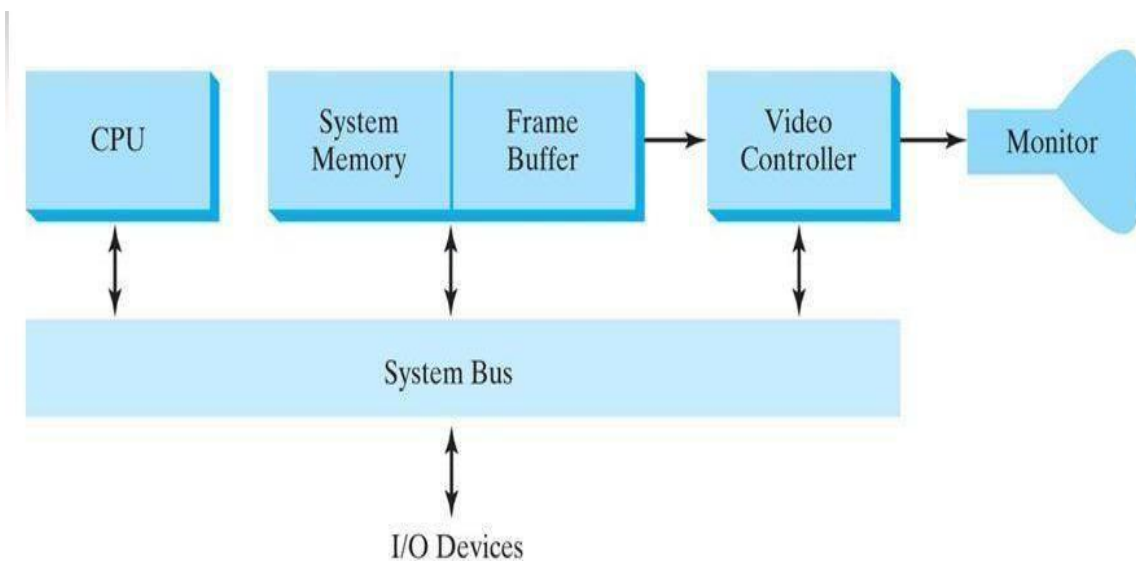 CPU
System
Memory
Frame
Buffer
Video
Controller
Monitor
System Bus
I/O Devices